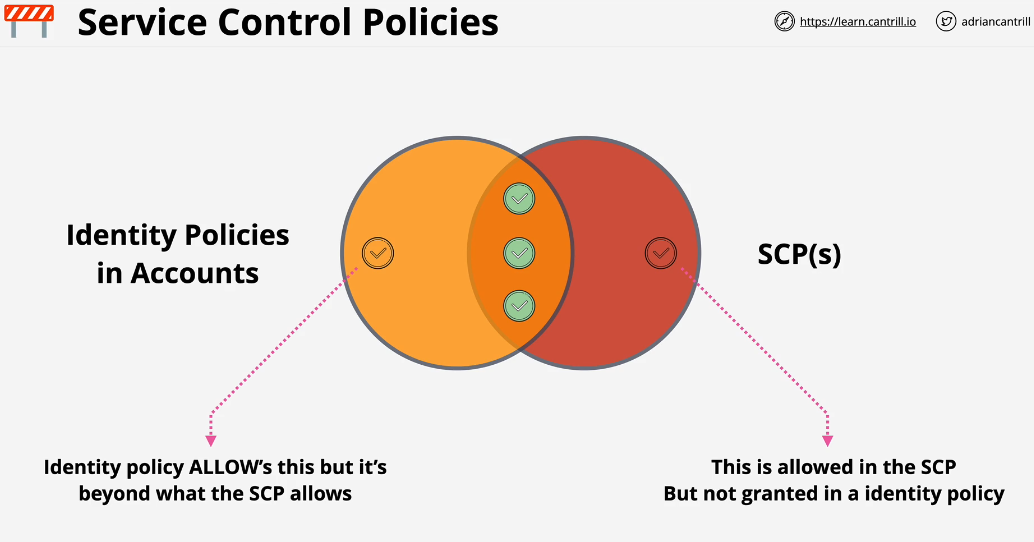 Service Control Policies
https://learn.cantrill.io
adriancantrill
Identity Policies
in Accounts
SCP(s)
Identity policy ALLOW's this but it's
beyond what the SCP allows
This is allowed in the SCP
But not granted in a identity policy